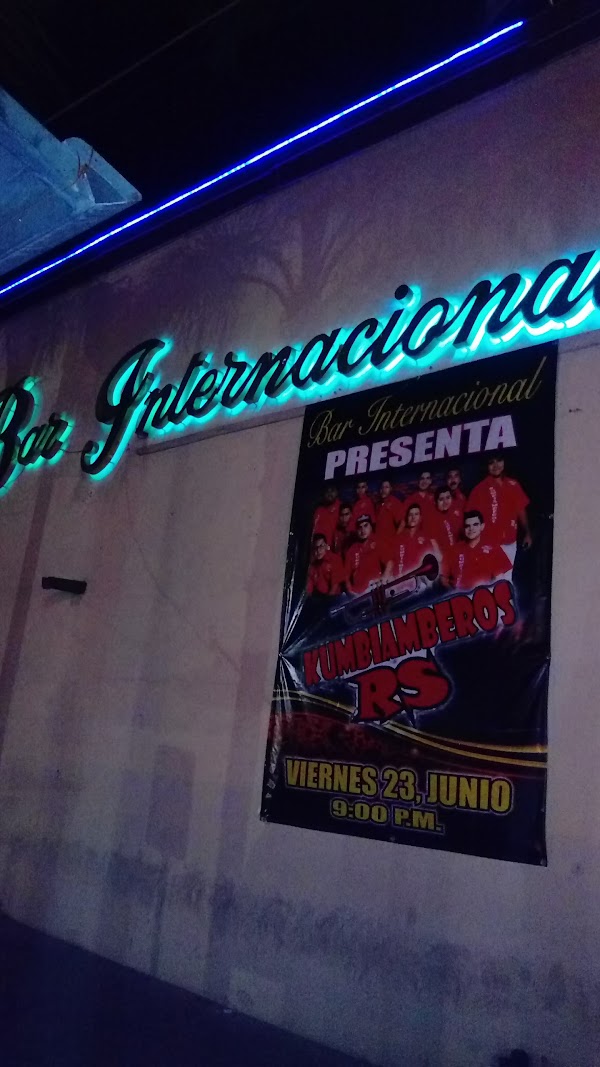 Bar Internacional
Bar Internacional
PRESENTA
KUMBIAMBEROS
RS
VIERNES 23, JUNIO
9:00 P.M.